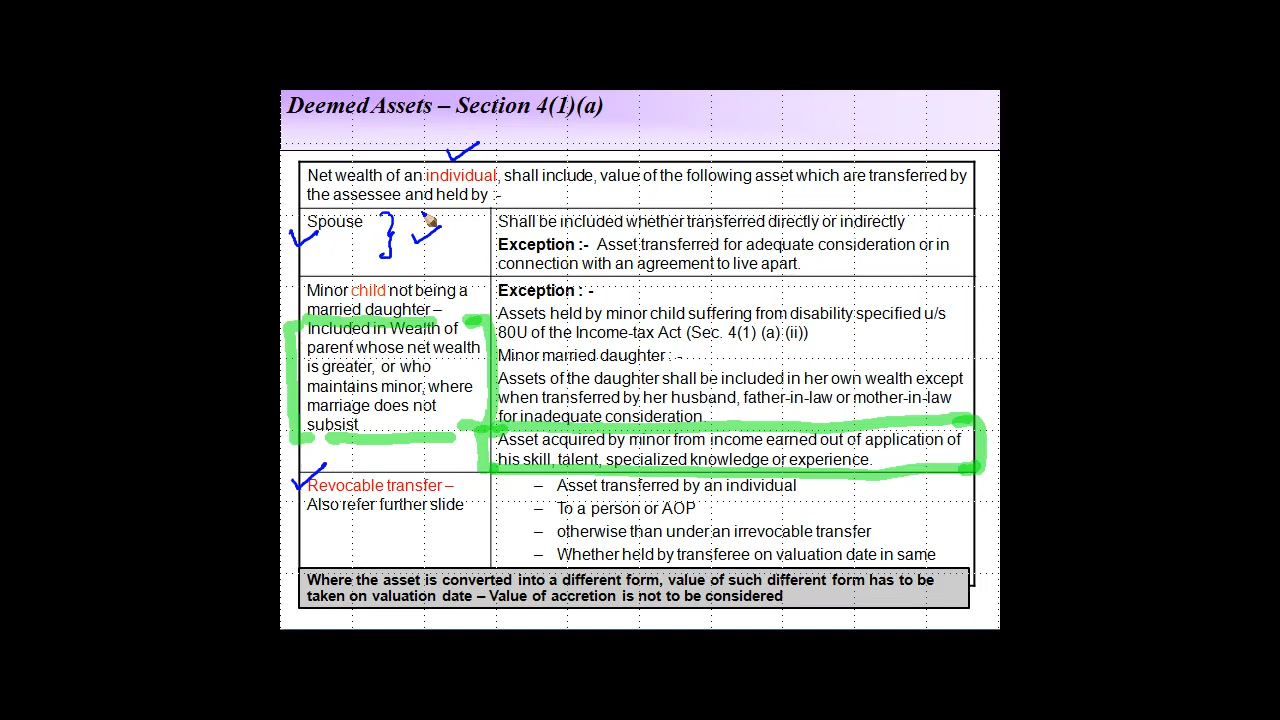 Deemed Assets – Section 4(1)(a)
Net wealth of an individual, shall include, value of the following asset which are transferred by
the assessee and held by :-
Spouse
Shall be included whether transferred directly or indirectly
Exception :- Asset transferred for adequate consideration or in
connection with an agreement to live apart.
Minor child not being a
married daughter –
Included in Wealth of
parent whose net wealth
is greater, or who
maintains minor, where
marriage does not
subsist
Exception : -
Assets held by minor child suffering from disability specified u/s
80U of the Income-tax Act (Sec. 4(1) (a) (ii))
Minor married daughter : -
Assets of the daughter shall be included in her own wealth except
when transferred by her husband, father-in-law or mother-in-law
for inadequate consideration.
Asset acquired by minor from income earned out of application of
his skill, talent, specialized knowledge or experience.
Revocable transfer –
Also refer further slide
– Asset transferred by an individual
– To a person or AOP
– otherwise than under an irrevocable transfer
– Whether held by transferee on valuation date in same
Where the asset is converted into a different form, value of such different form has to be
taken on valuation date – Value of accretion is not to be considered